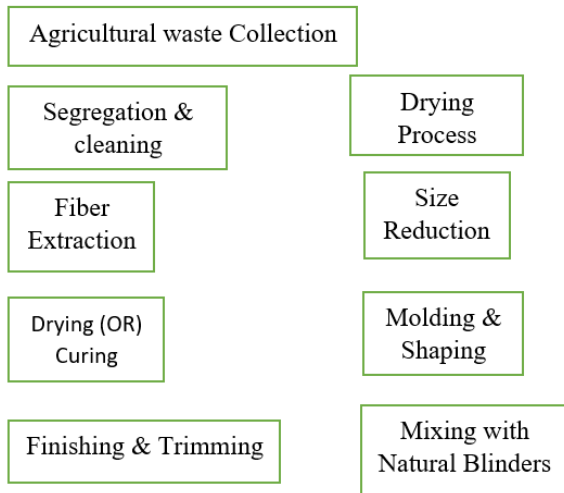 Agricultural waste Collection
Segregation &
cleaning
Drying
Process
Fiber
Extraction
Size
Reduction
Drying (OR)
Curing
Molding &
Shaping
Finishing & Trimming
Mixing with
Natural Blinders